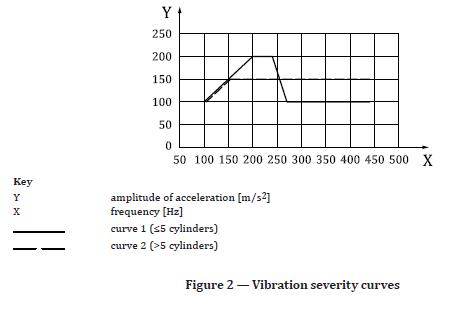 Y
250
200
150
100
50
0
50 100 150 200 250 300 350 400 450 500 X
Key
Y amplitude of acceleration [m/s²]
X frequency [Hz]
curve 1 (≤5 cylinders)
curve 2 (>5 cylinders)
Figure 2 — Vibration severity curves